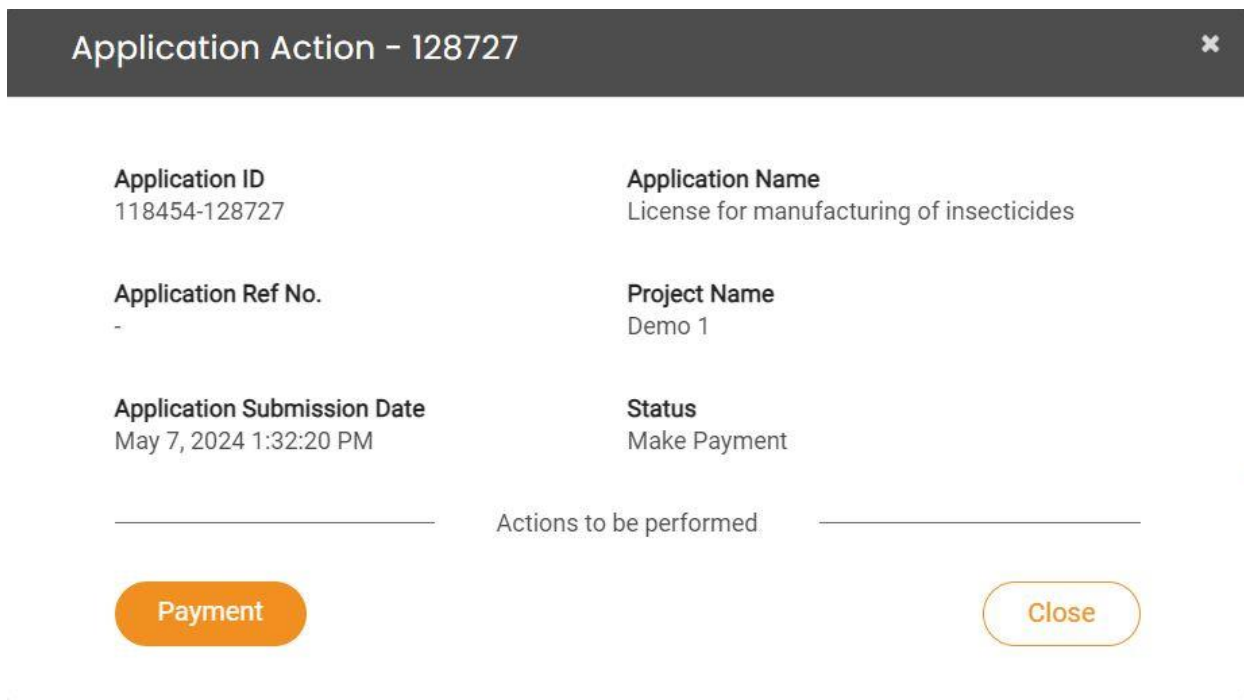 Application Action - 128727
Application ID
118454-128727
Application Name
License for manufacturing of insecticides
Application Ref No.
-
Project Name
Demo 1
Application Submission Date
May 7, 2024 1:32:20 PM
Status
Make Payment
Actions to be performed
Payment
Close